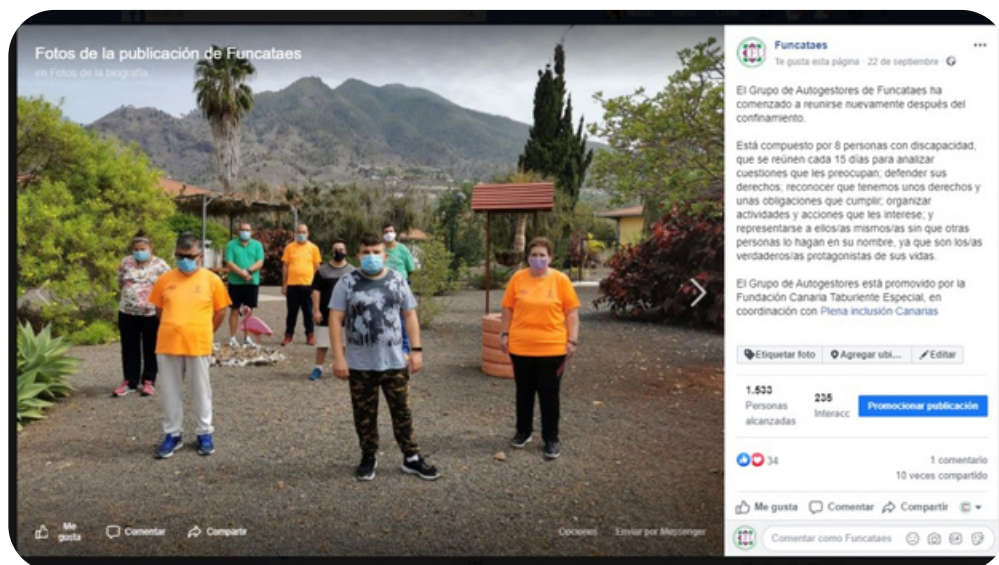 Fotos de la publicación de Funcataes
en Fotos de la biografía
Me gusta
Comentar
Compartir
Opciones
Enviar por Messenger
Funcataes
Te gusta esta página · 22 de septiembre ·
El Grupo de Autogestores de Funcataes ha
comenzado a reunirse nuevamente después del
confinamiento.
Está compuesto por 8 personas con discapacidad,
que se reúnen cada 15 días para analizar
cuestiones que les preocupan; defender sus
derechos; reconocer que tenemos unos derechos y
unas obligaciones que cumplir; organizar
actividades y acciones que les interese; y
representarse a ellos/as mismos/as sin que otras
personas lo hagan en su nombre, ya que son los/as
verdaderos/as protagonistas de sus vidas.
El Grupo de Autogestores está promovido por la
Fundación Canaria Taburiente Especial, en
coordinación con Plena inclusión Canarias
Etiquetar foto
Agregar ubi...
Editar
1.533
Personas
alcanzadas
235
Interacc
Promocionar publicación
34
1 comentario
10 veces compartido
Me gusta
Comentar
Compartir
Comentar como Funcataes